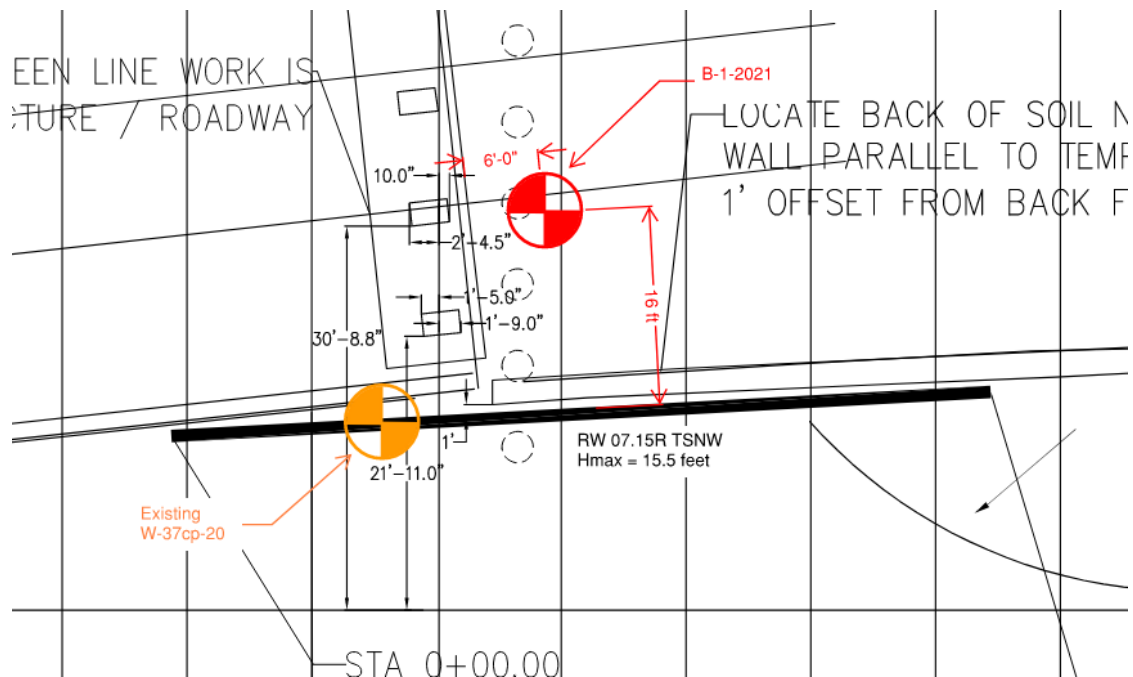 EEN LINE WORK IS
CTURE / ROADWAY
B-1-2021
LOCATE BACK OF SOIL N
WALL PARALLEL TO TEMP
1' OFFSET FROM BACK F
6'-0"
10.0"
2'-4.5"
1'-5.0"
1'-9.0"
30'-8.8"
16 ft
1'
21'-11.0"
RW 07.15R TSNW
Hmax = 15.5 feet
Existing
W-37cp-20
STA 0+00.00